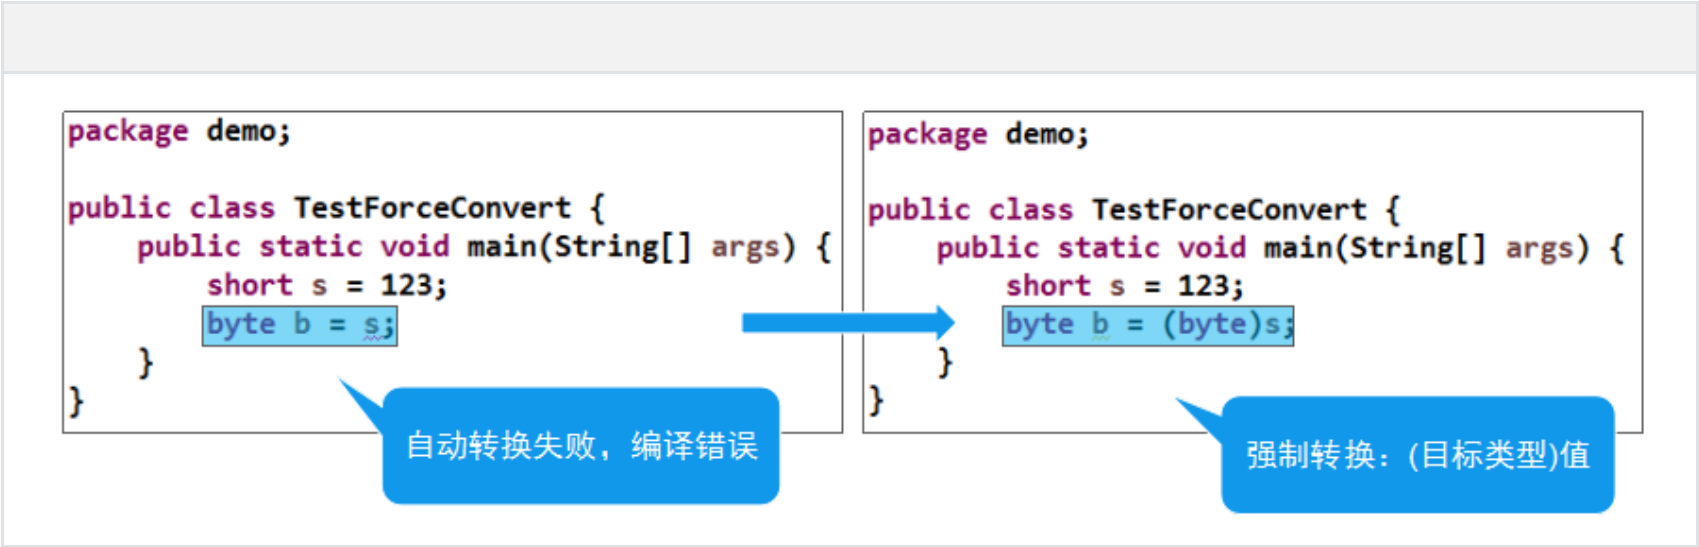 package demo;
public class TestForceConvert {
public static void main(String[] args) {
short s = 123;
byte b = s;
}
}
自动转换失败，编译错误
package demo;
public class TestForceConvert {
public static void main(String[] args) {
short s = 123;
byte b = (byte)s;
}
}
强制转换：(目标类型)值